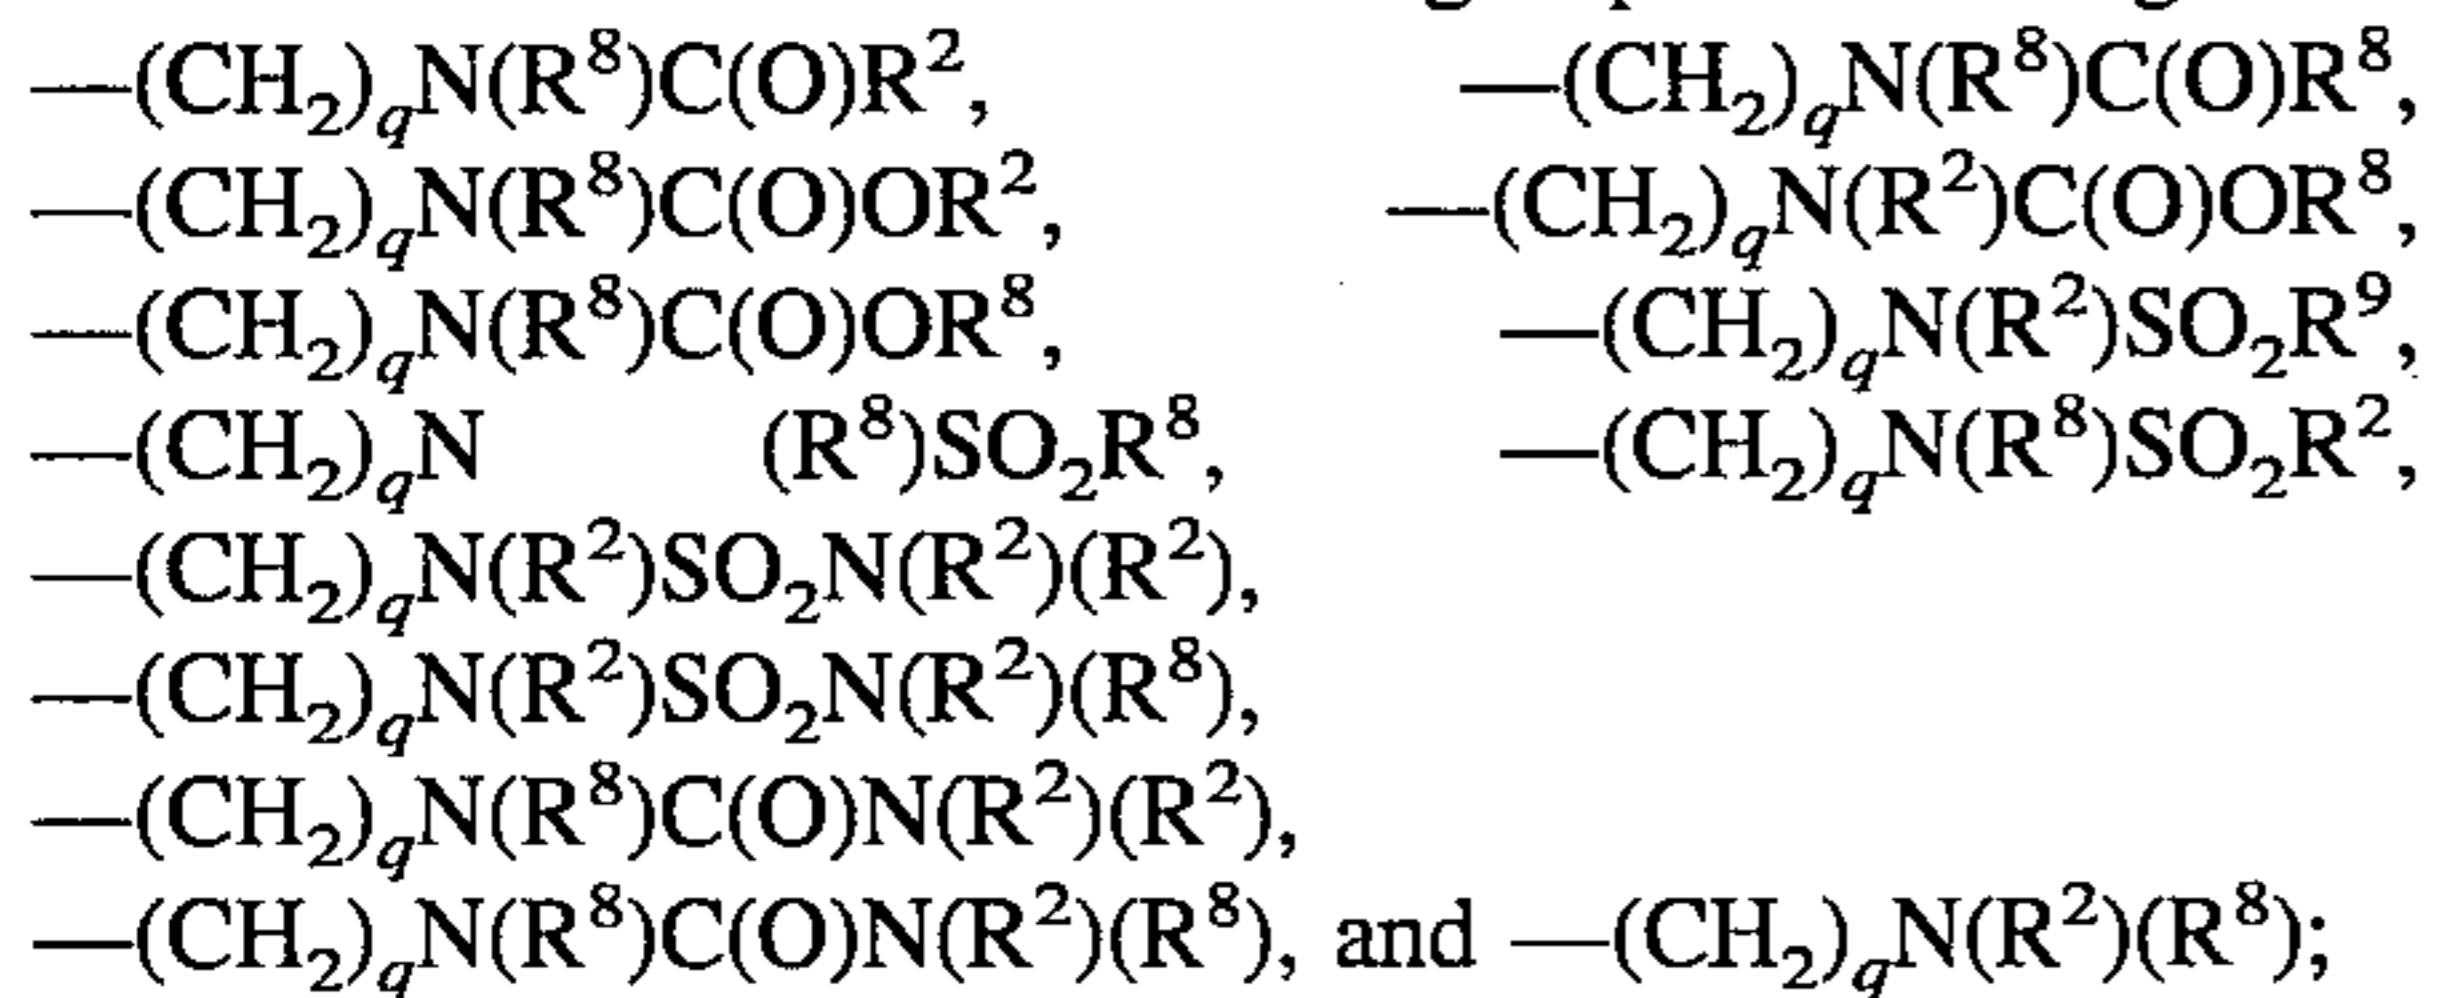 —(CH₂)qN(R⁸)C(O)R², —(CH₂)qN(R⁸)C(O)R⁸,
—(CH₂)qN(R⁸)C(O)OR², —(CH₂)qN(R²)C(O)OR⁸,
—(CH₂)qN(R⁸)C(O)OR⁸, —(CH₂)qN(R²)SO₂R⁹,
—(CH₂)qN (R⁸)SO₂R⁸, —(CH₂)qN(R⁸)SO₂R²,
—(CH₂)qN(R²)SO₂N(R²)(R²),
—(CH₂)qN(R²)SO₂N(R²)(R⁸),
—(CH₂)qN(R⁸)C(O)N(R²)(R²),
—(CH₂)qN(R⁸)C(O)N(R²)(R⁸), and —(CH₂)qN(R²)(R⁸);